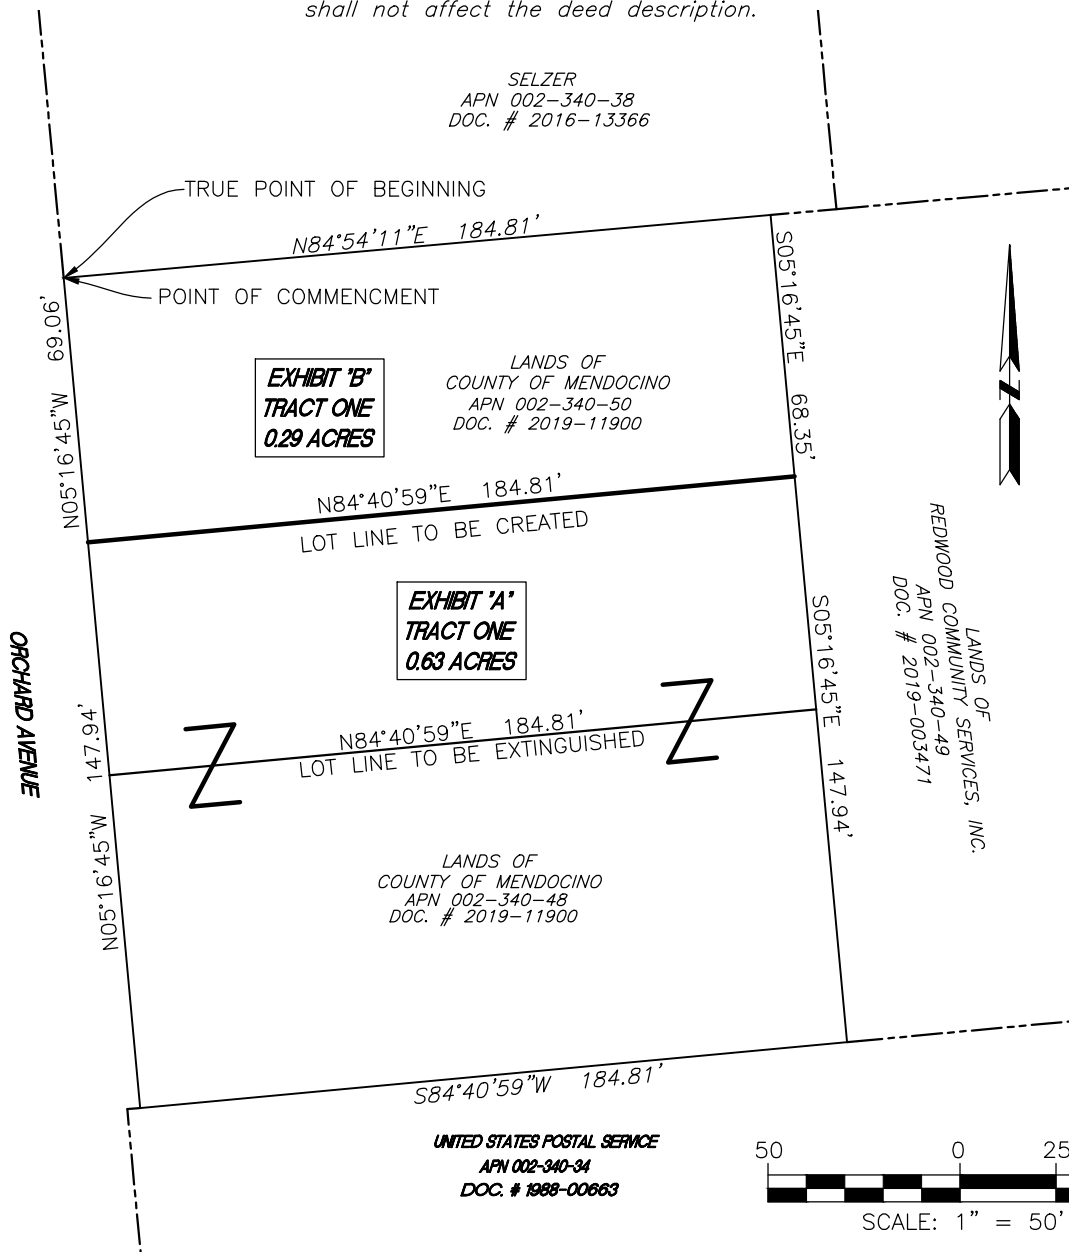 shall not affect the deed description.
SELZER
APN 002-340-38
DOC. # 2016-13366
TRUE POINT OF BEGINNING
N84°54'11"E 184.81'
POINT OF COMMENCMENT
N05°16'45"W 69.06'
S05°16'45"E 68.35'
EXHIBIT "B"
TRACT ONE
0.29 ACRES
LANDS OF
COUNTY OF MENDOCINO
APN 002-340-50
DOC. # 2019-11900
N84°40'59"E 184.81'
LOT LINE TO BE CREATED
EXHIBIT "A"
TRACT ONE
0.63 ACRES
Z
LANDS OF
REDWOOD COMMUNITY SERVICES, INC.
APN 002-340-49
DOC. # 2019-003471
ORCHARD AVENUE
N05°16'45"W 147.94'
S05°16'45"E 147.94'
N84°40'59"E 184.81'
LOT LINE TO BE EXTINGUISHED
LANDS OF
COUNTY OF MENDOCINO
APN 002-340-48
DOC. # 2019-11900
S84°40'59"W 184.81'
UNITED STATES POSTAL SERVICE
APN 002-340-34
DOC. # 1988-00663
50 0 25
SCALE: 1" = 50'